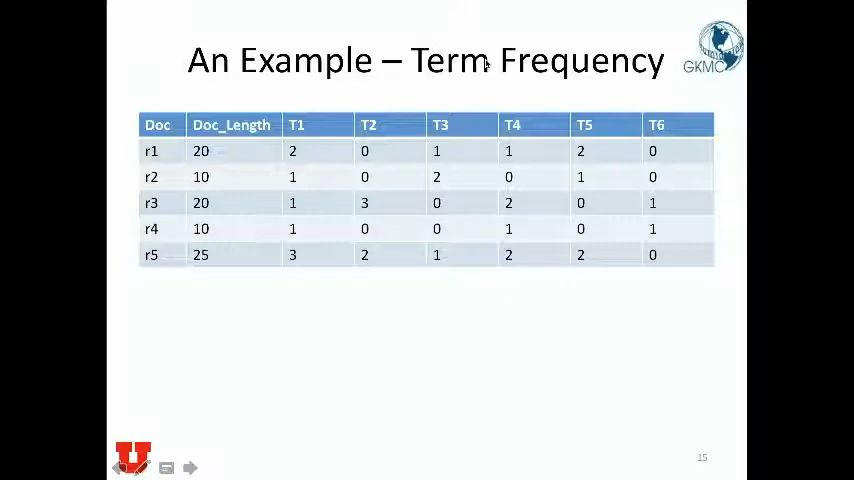 An Example – Term Frequency
GKMC
Doc Doc_Length T1 T2 T3 T4 T5 T6
r1 20 2 0 1 1 2 0
r2 10 1 0 2 0 1 0
r3 20 1 3 0 2 0 1
r4 10 1 0 0 1 0 1
r5 25 3 2 1 2 2 0
U
15